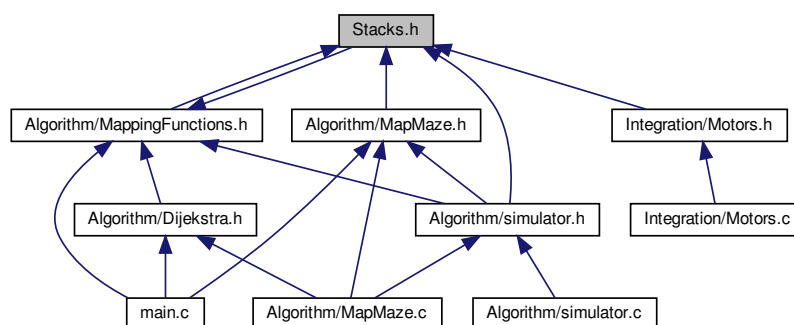 Stacks.h
Algorithm/MappingFunctions.h
Algorithm/MapMaze.h
Integration/Motors.h
Algorithm/Dijekstra.h
Algorithm/simulator.h
Integration/Motors.c
main.c
Algorithm/MapMaze.c
Algorithm/simulator.c